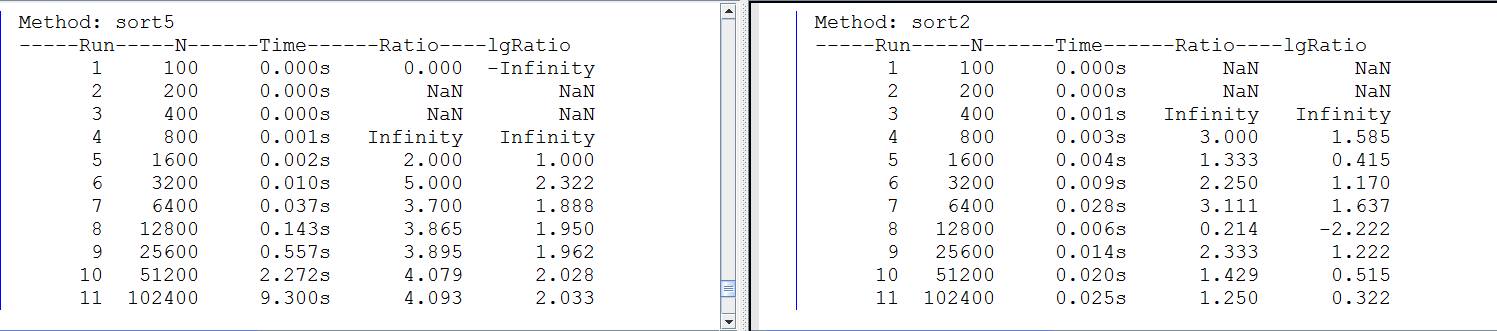 Method: sort5
-----Run-----N------Time------Ratio----lgRatio
1 100 0.000s 0.000 -Infinity
2 200 0.000s NaN NaN
3 400 0.000s NaN NaN
4 800 0.001s Infinity Infinity
5 1600 0.002s 2.000 1.000
6 3200 0.010s 5.000 2.322
7 6400 0.037s 3.700 1.888
8 12800 0.143s 3.865 1.950
9 25600 0.557s 3.895 1.962
10 51200 2.272s 4.079 2.028
11 102400 9.300s 4.093 2.033
Method: sort2
-----Run-----N------Time------Ratio----lgRatio
1 100 0.000s NaN NaN
2 200 0.000s NaN NaN
3 400 0.001s Infinity Infinity
4 800 0.003s 3.000 1.585
5 1600 0.004s 1.333 0.415
6 3200 0.009s 2.250 1.170
7 6400 0.028s 3.111 1.637
8 12800 0.006s 0.214 -2.222
9 25600 0.014s 2.333 1.222
10 51200 0.020s 1.429 0.515
11 102400 0.025s 1.250 0.322